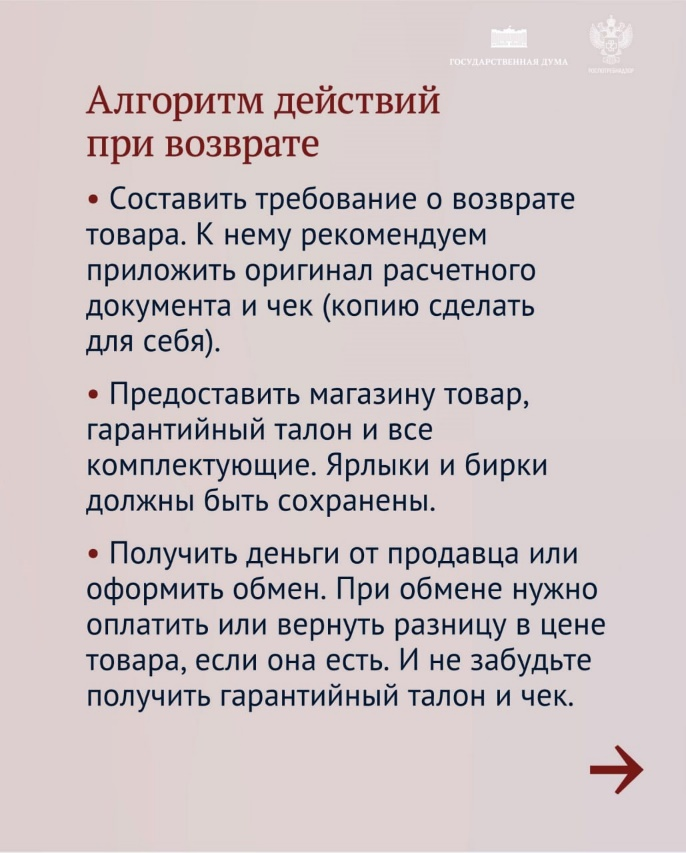 ГОСУДАРСТВЕННАЯ ДУМА
РОСПОТРЕБНАДЗОР
Алгоритм действий
при возврате
• Составить требование о возврате
товара. К нему рекомендуем
приложить оригинал расчетного
документа и чек (копию сделать
для себя).
• Предоставить магазину товар,
гарантийный талон и все
комплектующие. Ярлыки и бирки
должны быть сохранены.
• Получить деньги от продавца или
оформить обмен. При обмене нужно
оплатить или вернуть разницу в цене
товара, если она есть. И не забудьте
получить гарантийный талон и чек.